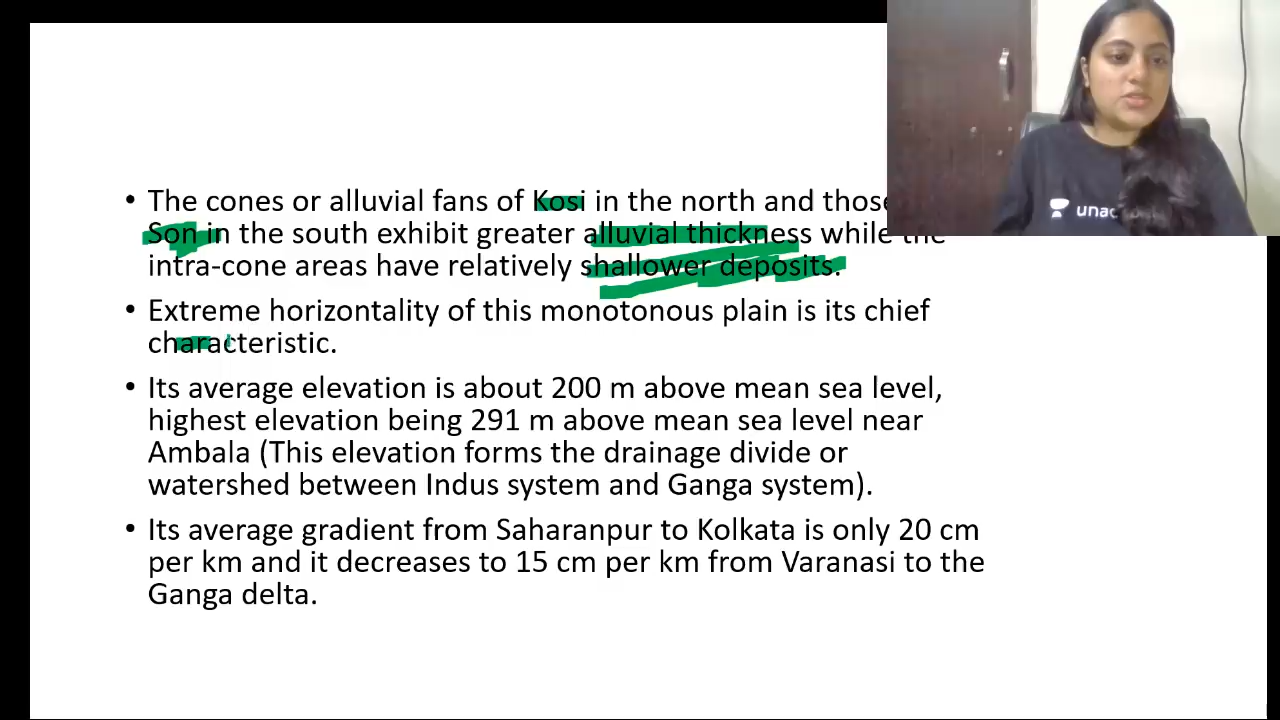 • The cones or alluvial fans of Kosi in the north and those
Son in the south exhibit greater alluvial thickness while the
intra-cone areas have relatively shallower deposits.
• Extreme horizontality of this monotonous plain is its chief
characteristic.
• Its average elevation is about 200 m above mean sea level,
highest elevation being 291 m above mean sea level near
Ambala (This elevation forms the drainage divide or
watershed between Indus system and Ganga system).
• Its average gradient from Saharanpur to Kolkata is only 20 cm
per km and it decreases to 15 cm per km from Varanasi to the
Ganga delta.